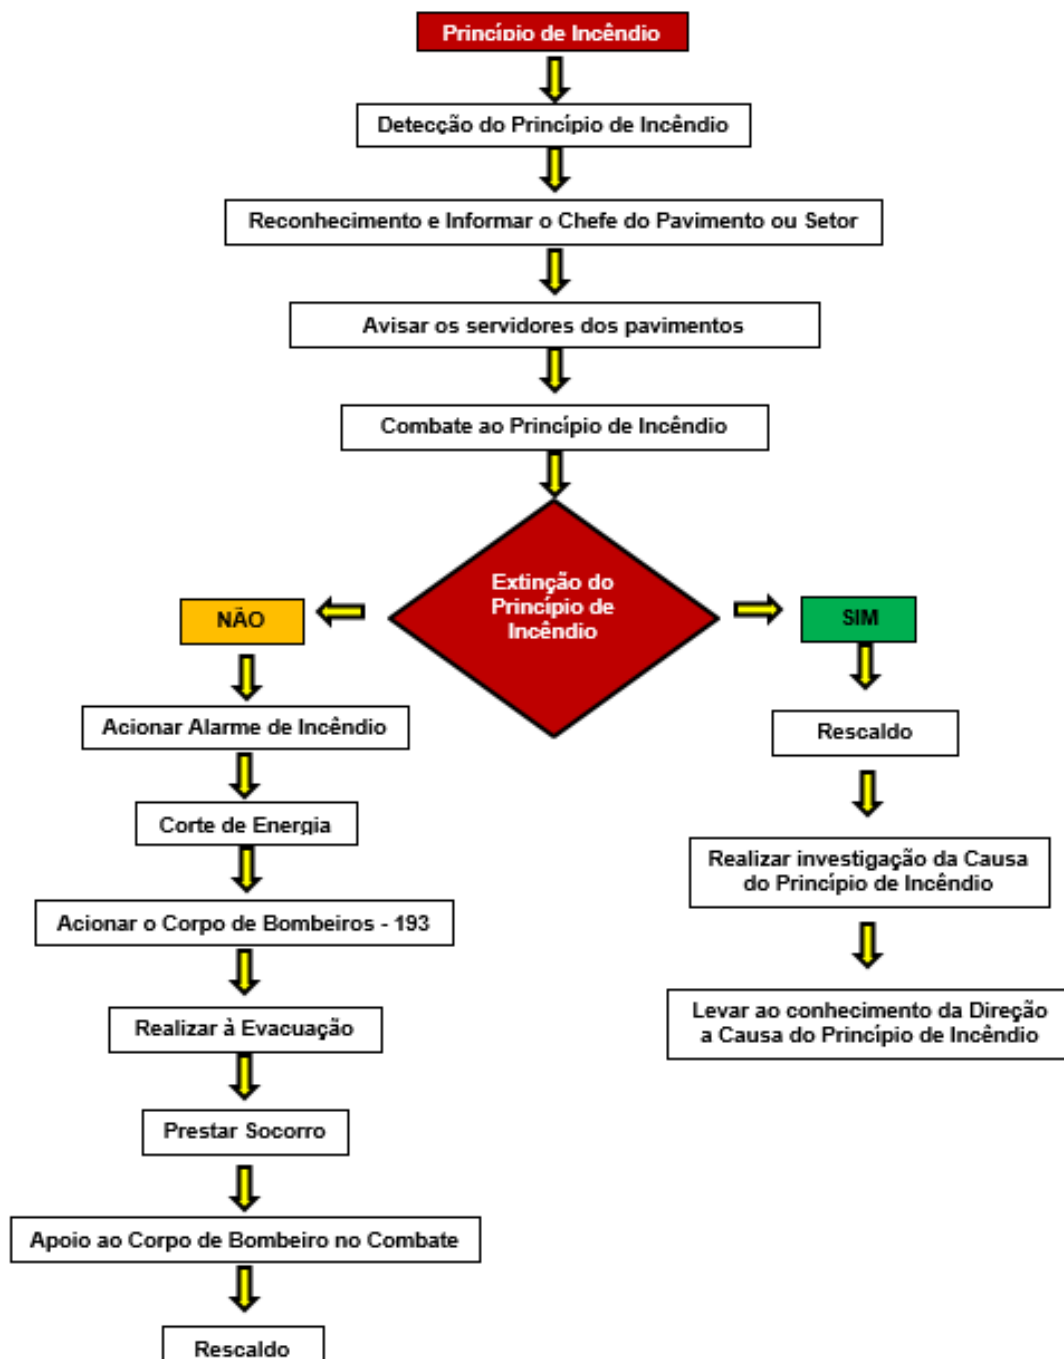 Princípio de Incêndio
Detecção do Princípio de Incêndio
Reconhecimento e Informar o Chefe do Pavimento ou Setor
Avisar os servidores dos pavimentos
Combate ao Princípio de Incêndio
Extinção do
Princípio de
Incêndio
NÃO
Acionar Alarme de Incêndio
Corte de Energia
Acionar o Corpo de Bombeiros - 193
Realizar à Evacuação
Prestar Socorro
Apoio ao Corpo de Bombeiro no Combate
Rescaldo
SIM
Rescaldo
Realizar investigação da Causa
do Princípio de Incêndio
Levar ao conhecimento da Direção
a Causa do Princípio de Incêndio